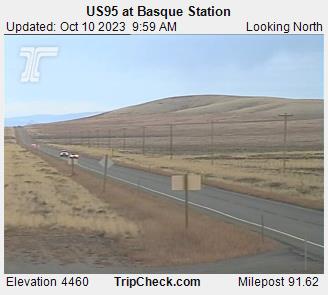 US95 at Basque Station
Updated: Oct 10 2023 9:59 AM Looking North
Elevation 4460 TripCheck.com Milepost 91.62